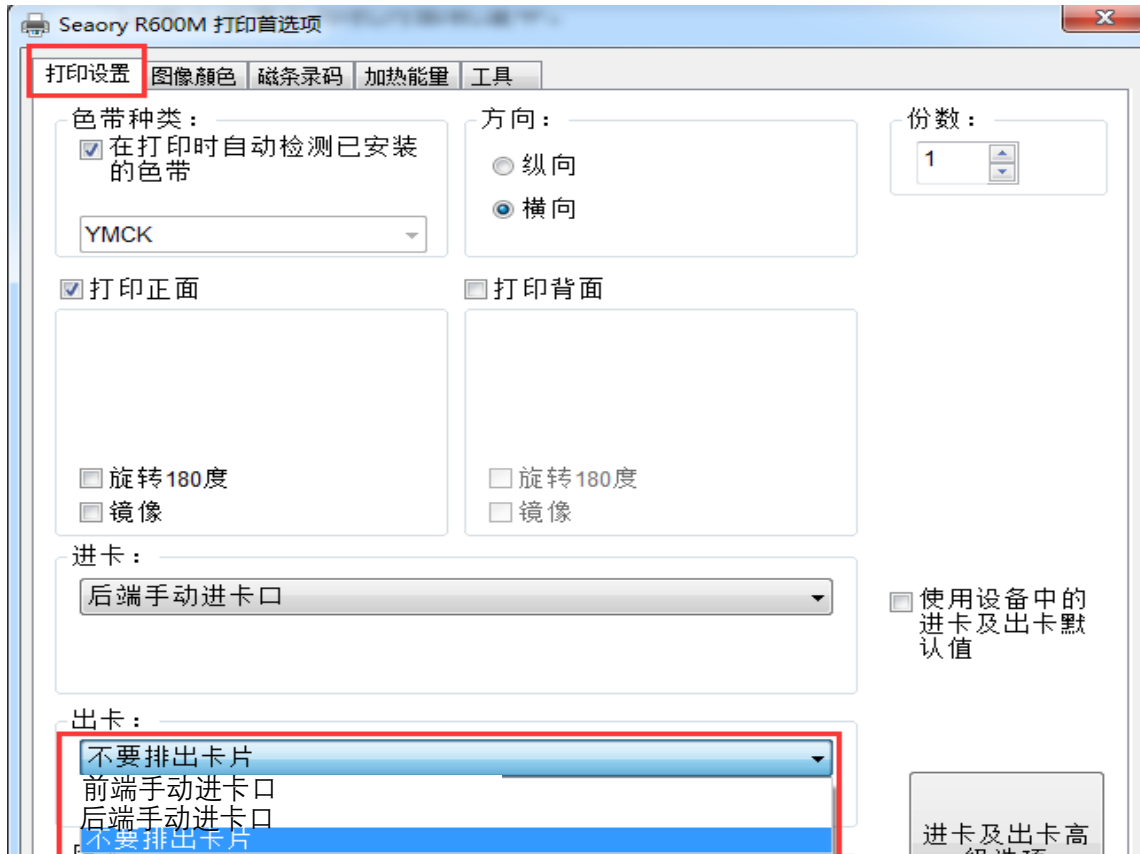 Seaory R600M 打印首选项
打印设置 图像顏色 磁条录码 加热能量 工具
色带种类：
在打印时自动检测已安装
的色带
YMCK
方向：
纵向
横向
份数：
1
打印正面
旋转180度
镜像
打印背面
旋转180度
镜像
进卡：
后端手动进卡口
使用设备中的
进卡及出卡默
认值
出卡：
不要排出卡片
前端手动进卡口
后端手动进卡口
不要排出卡片
进卡及出卡高